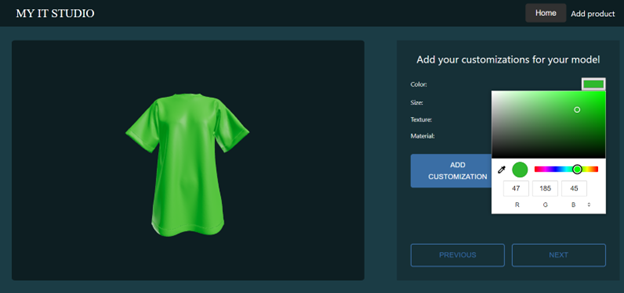 MY IT STUDIO
Home
Add product
Add your customizations for your model
Color:
Size:
Texture:
Material:
ADD
CUSTOMIZATION
47 185 45
R G B
PREVIOUS
NEXT